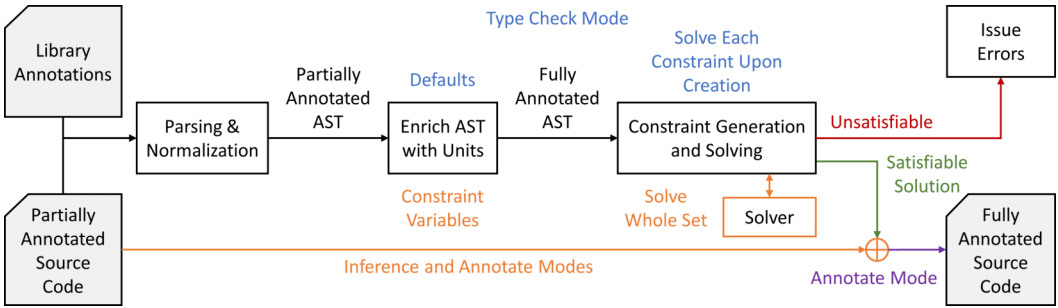 Library
Annotations
Partially
Annotated
Source
Code
Parsing &
Normalization
Partially
Annotated
AST
Defaults
Enrich AST
with Units
Constraint
Variables
Type Check Mode
Fully
Annotated
AST
Solve Each
Constraint Upon
Creation
Constraint Generation
and Solving
Solve
Whole Set
Solver
Unsatisfiable
Issue
Errors
Satisfiable
Solution
Inference and Annotate Modes
Annotate Mode
Fully
Annotated
Source
Code